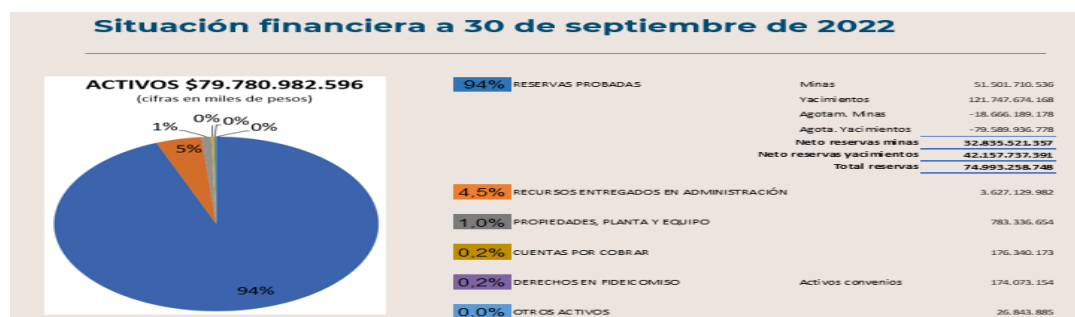 Situación financiera a 30 de septiembre de 2022
ACTIVOS $79.780.982.596
(cifras en miles de pesos)
1% 0% 0% 0%
5%
94%
94% RESERVAS PROBADAS Minas 51.501.710.536
Yacimientos 121.747.674.168
Agotam. Minas -18.666.189.178
Agota. Yacimientos -79.589.936.778
Neto reservas minas 32.835.521.357
Neto reservas yacimientos 42.157.737.391
Total reservas 74.993.258.748
4,5% RECURSOS ENTREGADOS EN ADMINISTRACIÓN 3.627.129.982
1,0% PROPIEDADES, PLANTA Y EQUIPO 783.336.654
0,2% CUENTAS POR COBRAR 176.340.173
0,2% DERECHOS EN FIDEICOMISO Activos convenios 174.073.154
0,0% OTROS ACTIVOS 26.843.885